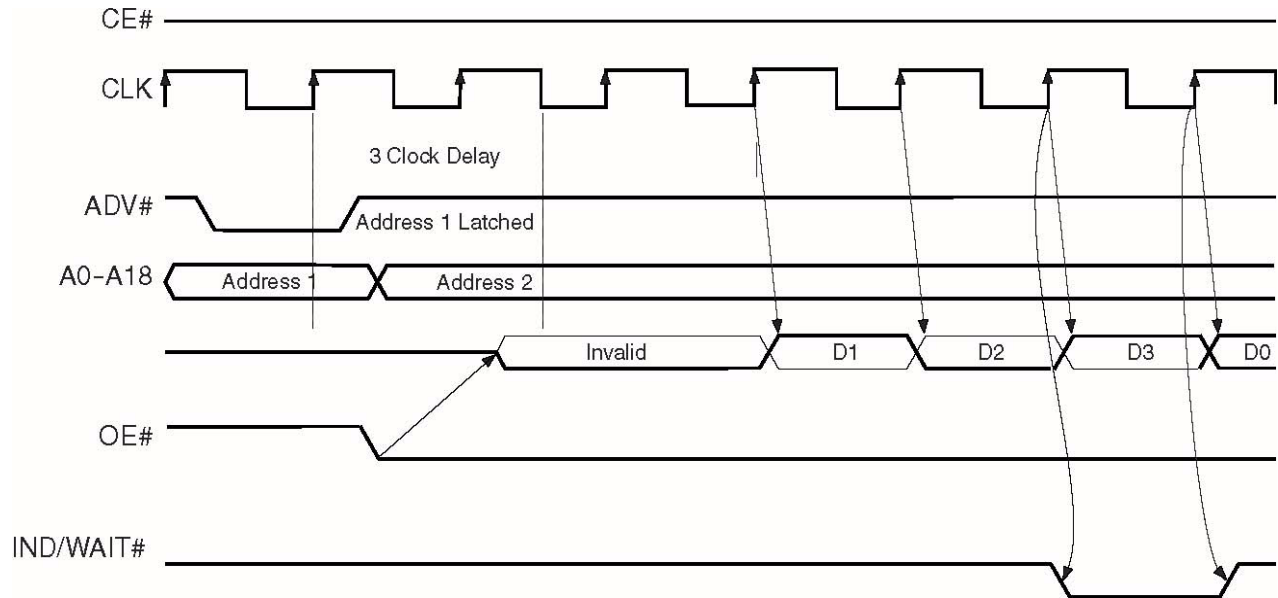 CE#
CLK
3 Clock Delay
ADV#
Address 1 Latched
A0-A18
Address 1
Address 2
Invalid
D1
D2
D3
D0
OE#
IND/WAIT#